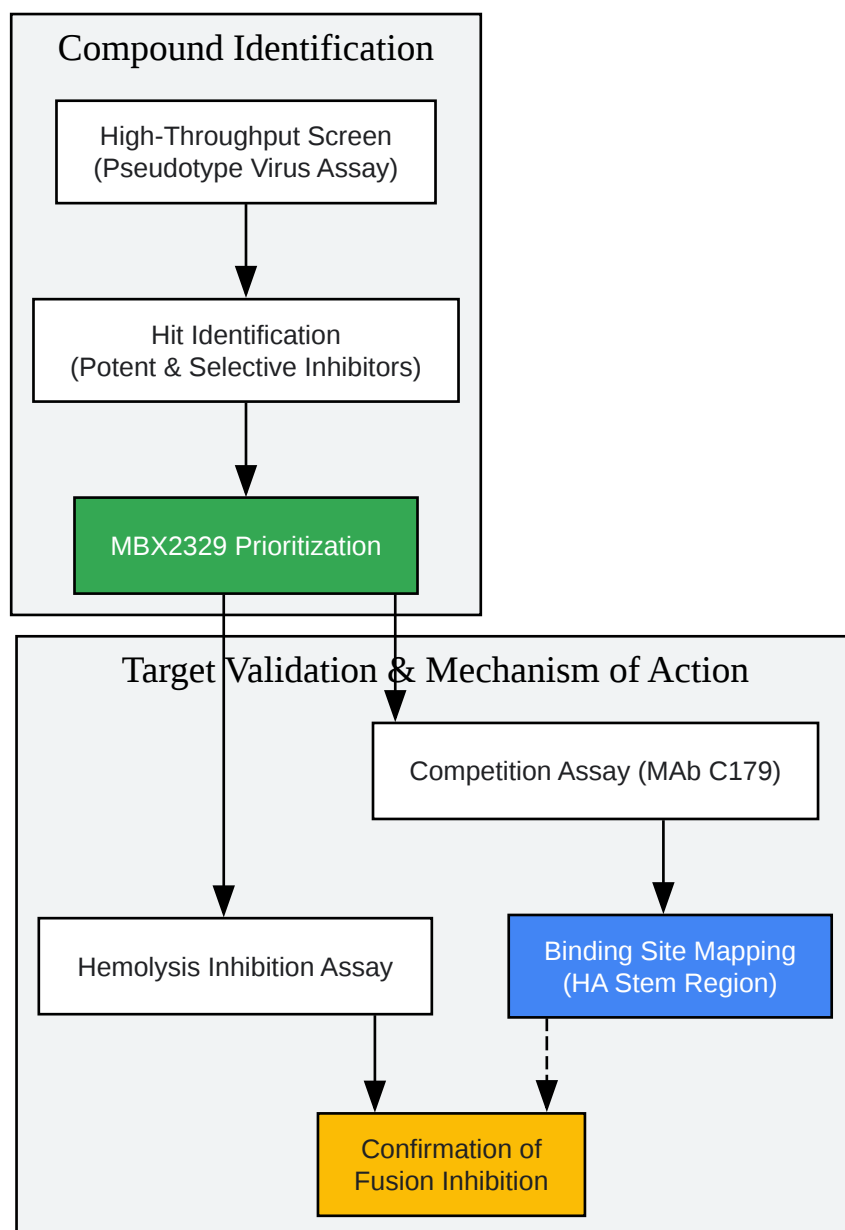 Compound Identification
High-Throughput Screen
(Pseudotype Virus Assay)
Hit Identification
(Potent & Selective Inhibitors)
MBX2329 Prioritization
Target Validation & Mechanism of Action
Competition Assay (MAb C179)
Hemolysis Inhibition Assay
Binding Site Mapping
(HA Stem Region)
Confirmation of
Fusion Inhibition